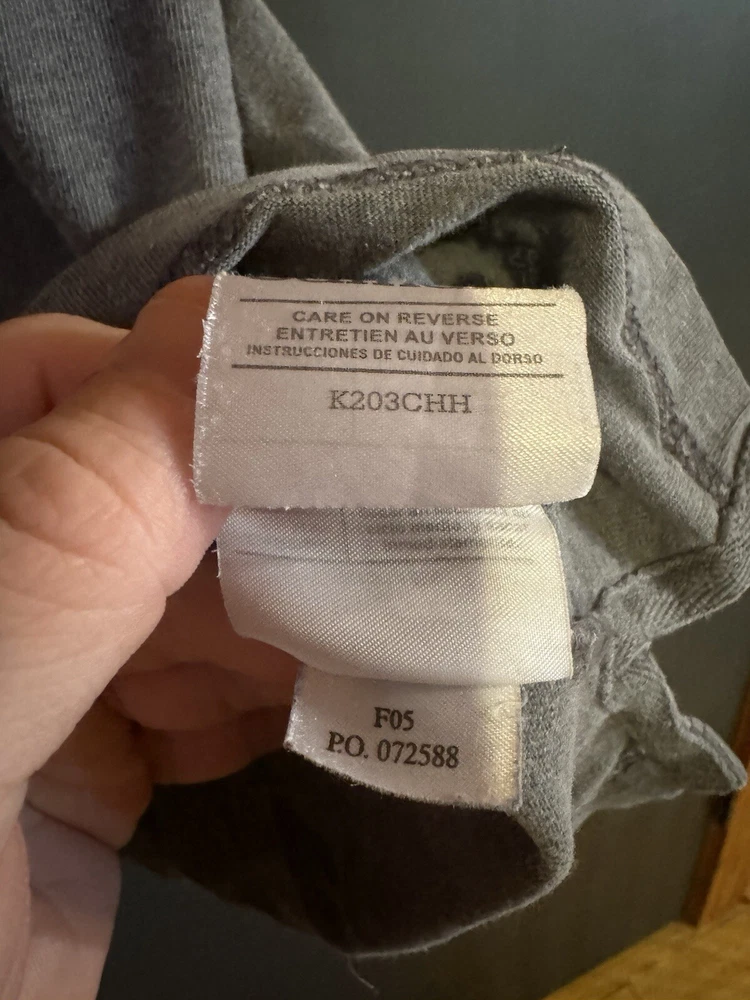 CARE ON REVERSE
ENTRETIEN AU VERSO
INSTRUCCIONES DE CUIDADO AL DORSO
K203CHH
F05
P.O. 072588